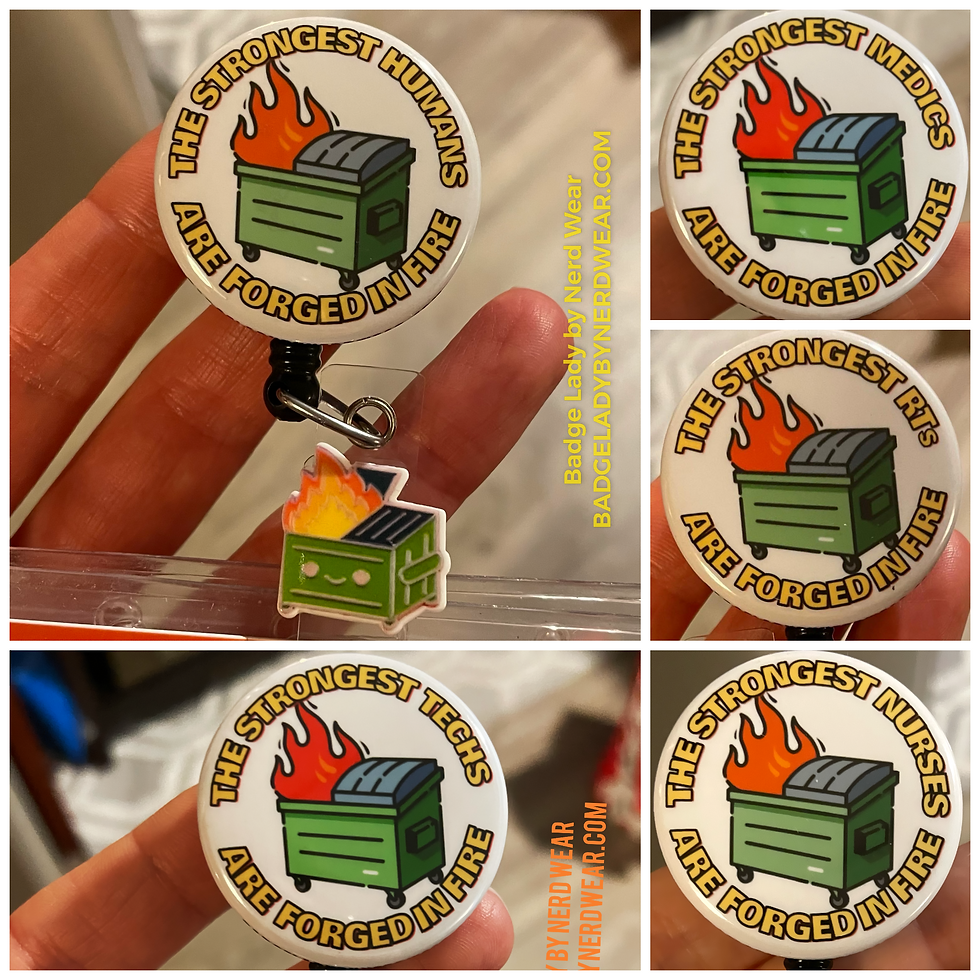 THE STRONGEST HUMANS
ARE FORGED IN FIRE
Badge Lady by Nerd Wear
BADGELADYBYNERDWEAR.COM
THE STRONGEST MEDICS
ARE FORGED IN FIRE
THE STRONGEST RTs
ARE FORGED IN FIRE
THE STRONGEST TECHS
ARE FORGED IN FIRE
Y BY NERD WEAR
YNERDWEAR.COM
THE STRONGEST NURSES
ARE FORGED IN FIRE